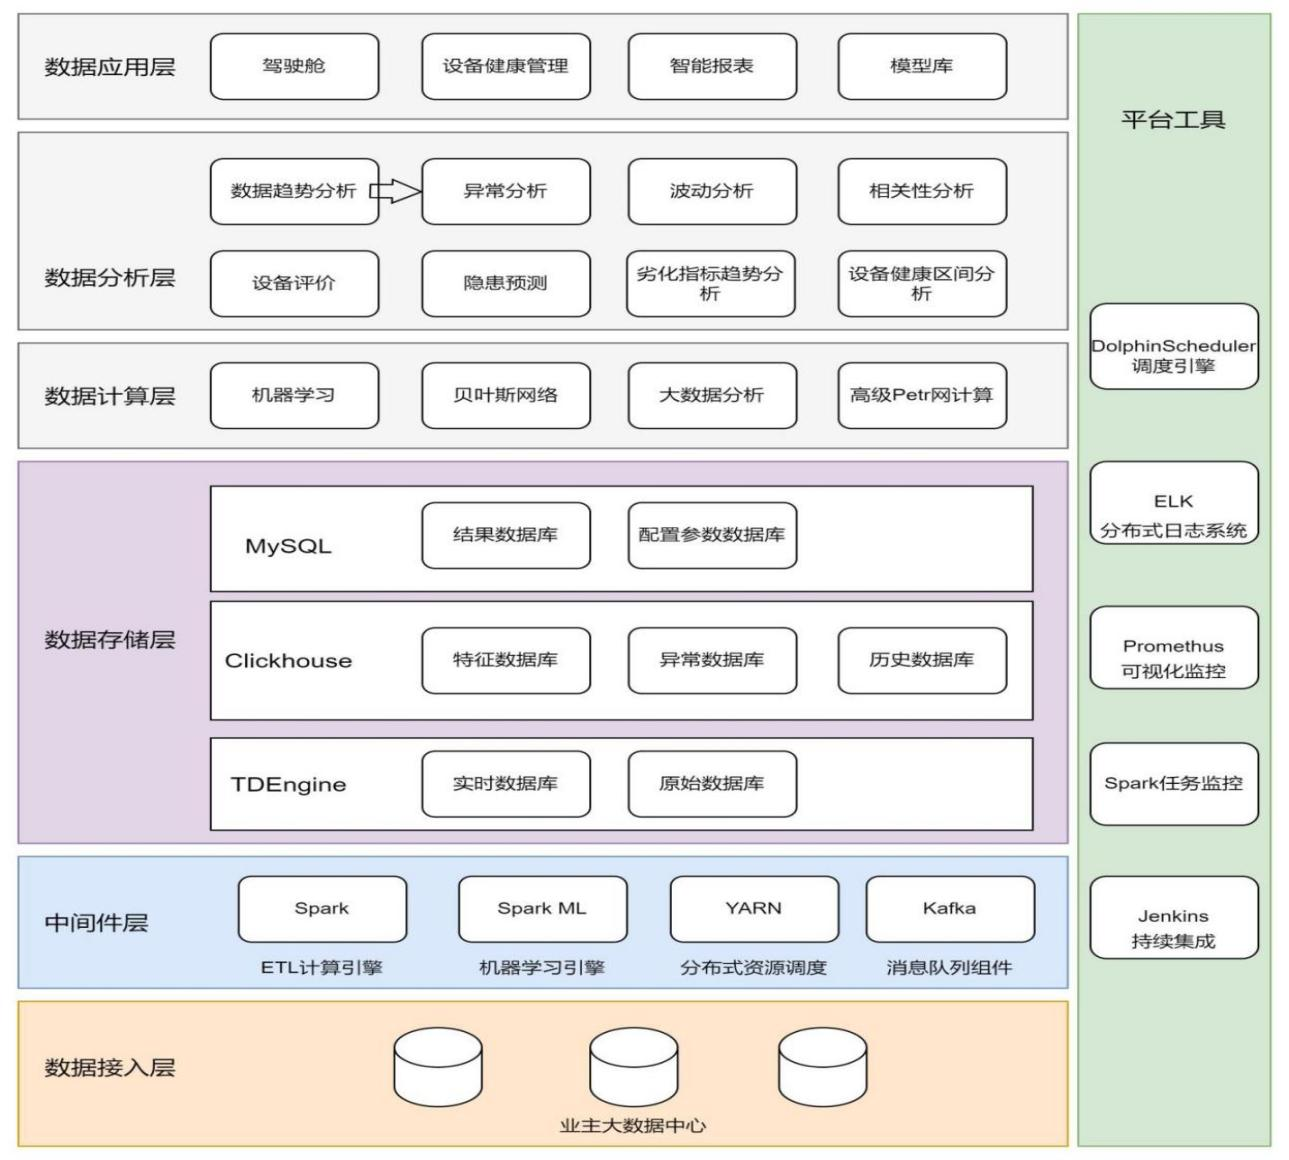 数据应用层
驾驶舱
设备健康管理
智能报表
模型库
数据分析层
数据趋势分析
异常分析
波动分析
相关性分析
设备评价
隐患预测
劣化指标趋势分
析
设备健康区间分
析
数据计算层
机器学习
贝叶斯网络
大数据分析
高级Petr网计算
数据存储层
MySQL
结果数据库
配置参数数据库
Clickhouse
特征数据库
异常数据库
历史数据库
TDEngine
实时数据库
原始数据库
中间件层
Spark
ETL计算引擎
Spark ML
机器学习引擎
YARN
分布式资源调度
Kafka
消息队列组件
数据接入层
业主大数据中心
平台工具
DolphinScheduler
调度引擎
ELK
分布式日志系统
Promethus
可视化监控
Spark任务监控
Jenkins
持续集成